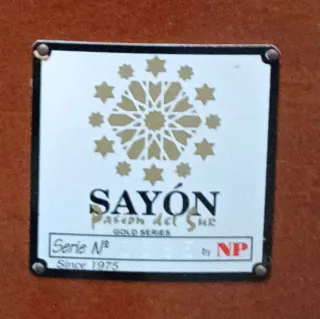 SAYÓN
Pasión del Sur
GOLD SERIES
Serie Nº by NP
Since 1975